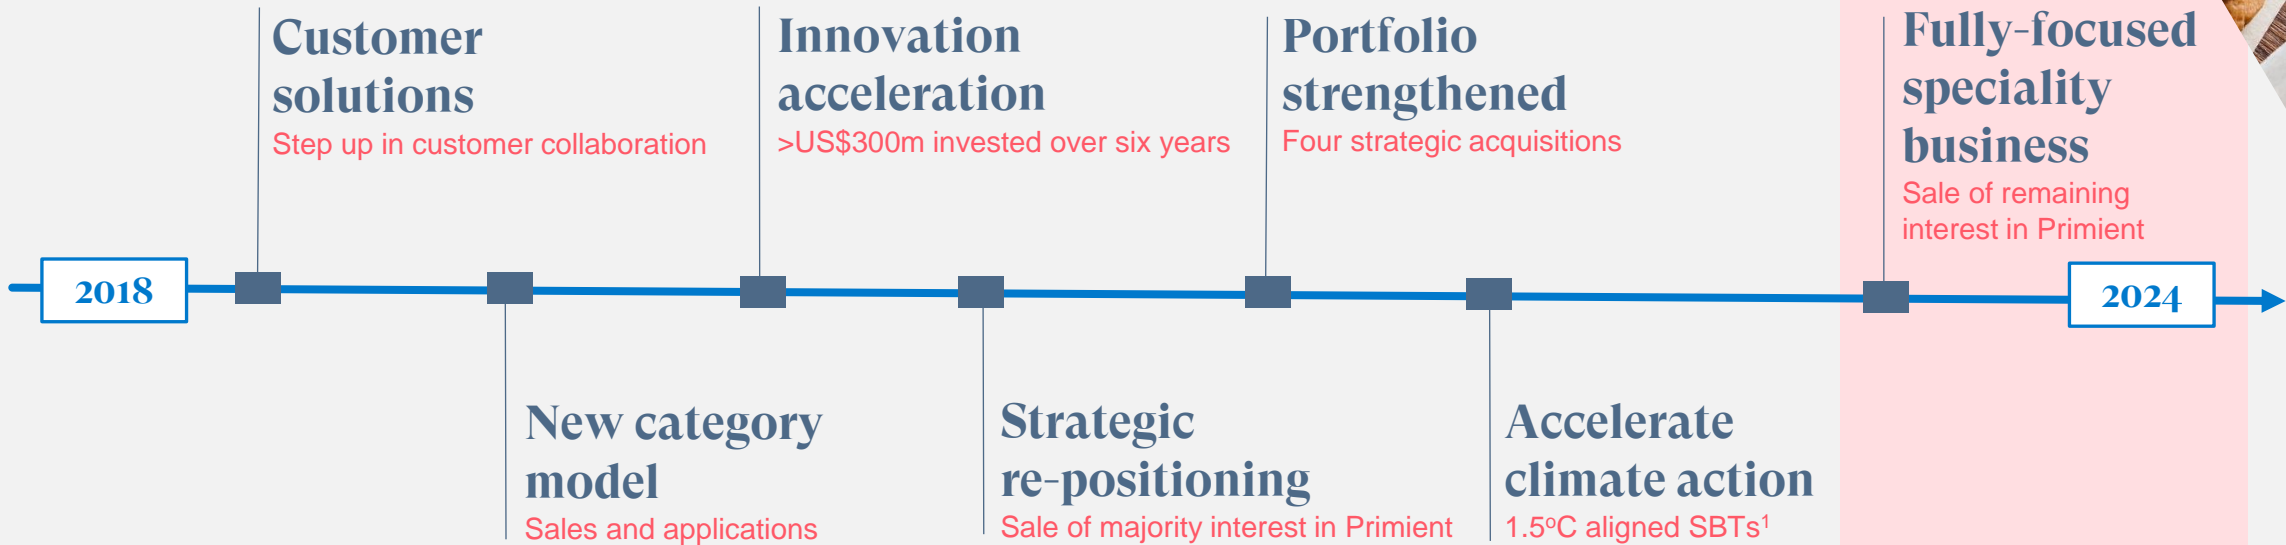 Customer
solutions
Step up in customer collaboration
Innovation
acceleration
>US$300m invested over six years
Portfolio
strengthened
Four strategic acquisitions
Fully-focused
speciality
business
Sale of remaining
interest in Primient
2018
2024
New category
model
Sales and applications
Strategic
re-positioning
Sale of majority interest in Primient
Accelerate
climate action
1.5ºC aligned SBTs¹